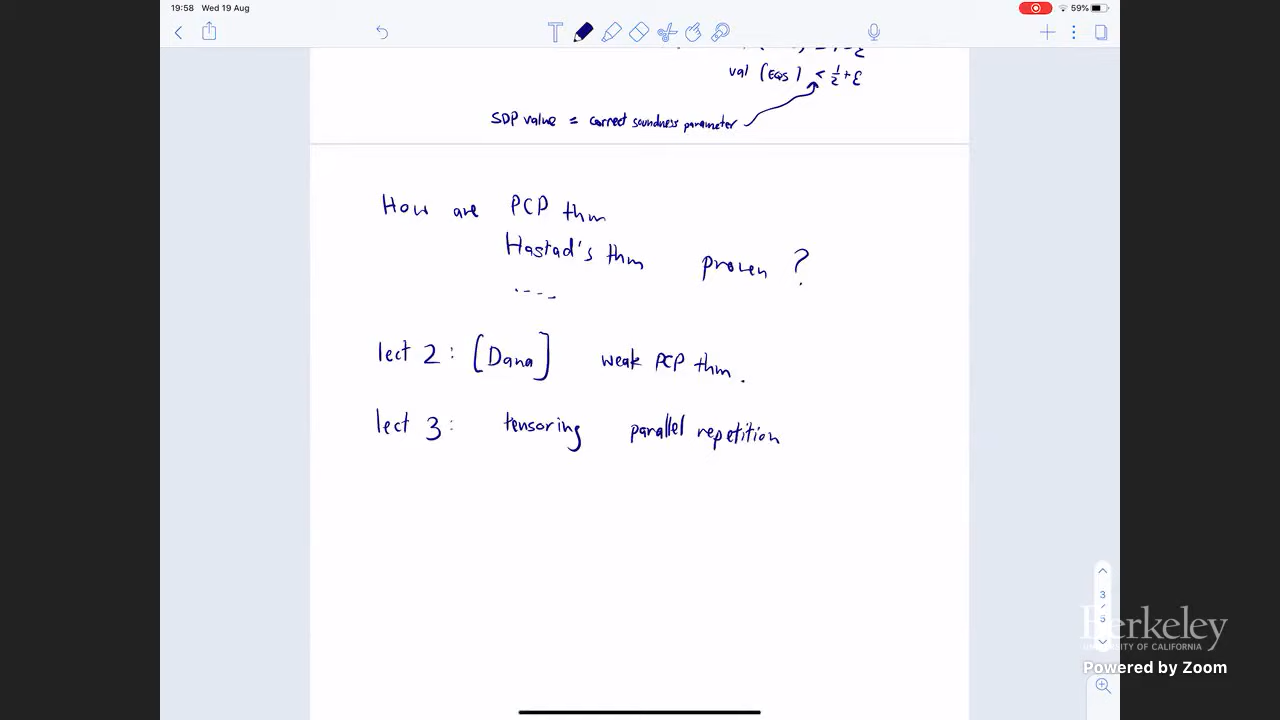 19:58 Wed 19 Aug
59%
val (Eqs) < 1/2 + ε
SDP value = correct soundness parameter
How are PCP thm
Hastad's thm proven ?
....
lect 2 : [Dana] weak PCP thm.
lect 3 : tensoring parallel repetition
3
/
5
Berkeley
UNIVERSITY OF CALIFORNIA
Powered by Zoom